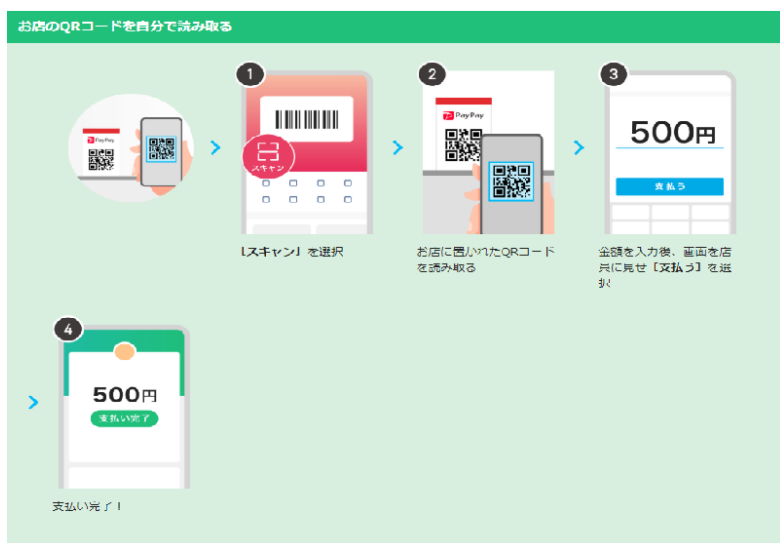 お店のQRコードを自分で読み取る
PayPay
1
スキャン
［スキャン］を選択
2
PayPay
お店に置かれたQRコード
を読み取る
3
500円
支払う
金額を入力後、画面を店
員に見せ［支払う］を選
択
4
500円
支払い完了
支払い完了！